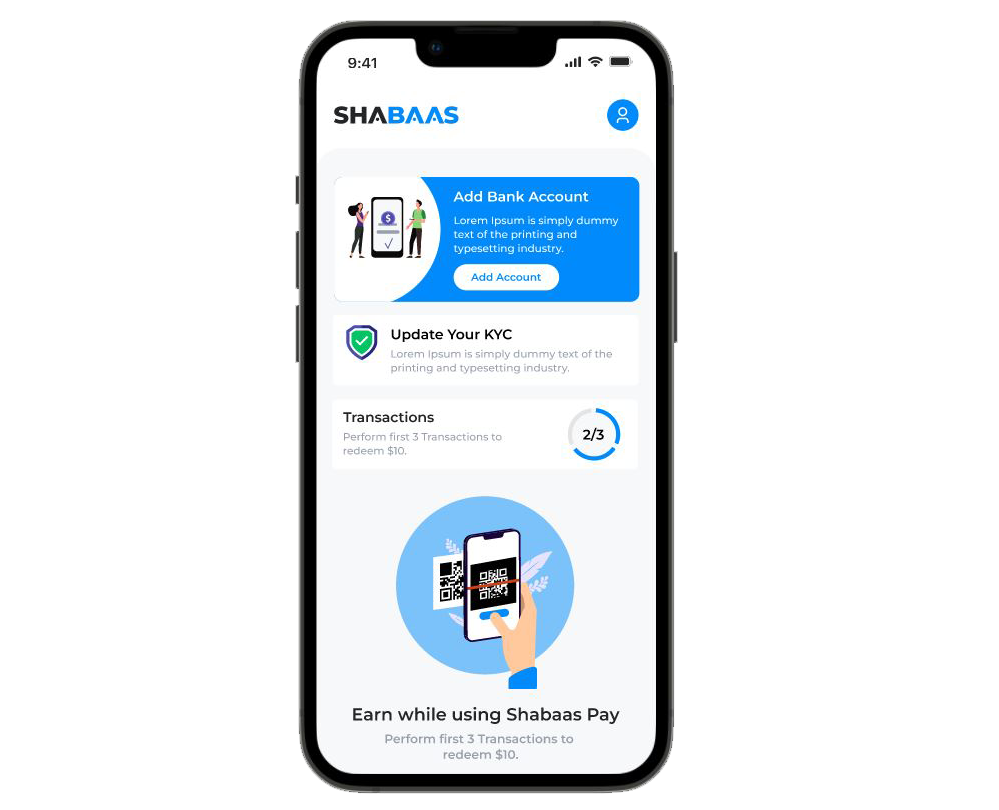 9:41
SHABAAS
Add Bank Account
Lorem Ipsum is simply dummy
text of the printing and
typesetting industry.
Add Account
$
Update Your KYC
Lorem Ipsum is simply dummy text of the
printing and typesetting industry.
Transactions
Perform first 3 Transactions to
redeem $10.
2/3
Earn while using Shabaas Pay
Perform first 3 Transactions to
redeem $10.